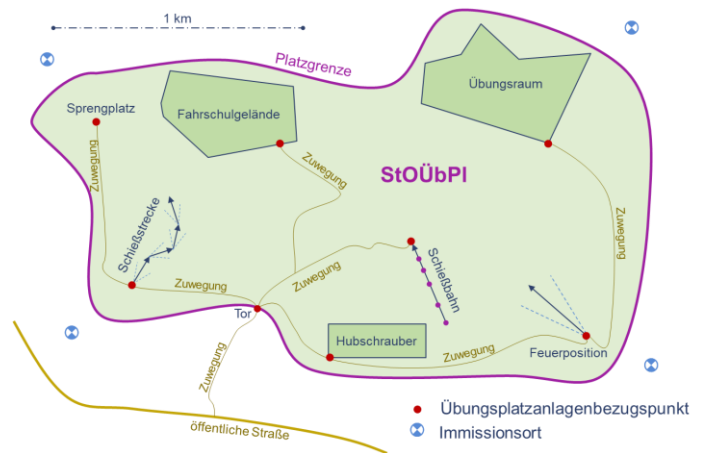 1 km
Platzgrenze
Übungsraum
Sprengplatz
Fahrschulgelände
Zuwegung
Zuwegung
StOÜbPl
Zuwegung
Schießstrecke
Schießbahn
Zuwegung
Zuwegung
Tor
Hubschrauber
Zuwegung
Feuerposition
Zuwegung
Übungsplatzanlagenbezugspunkt
öffentliche Straße
Immissionsort